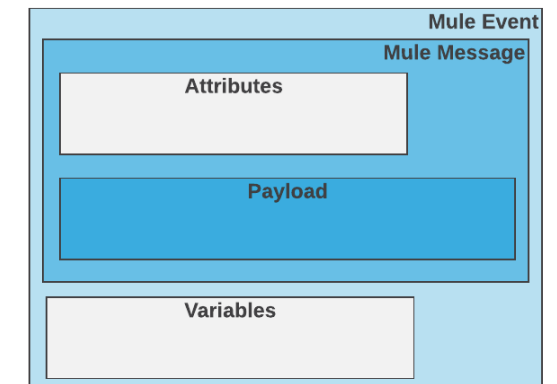 Mule Event
Mule Message
Attributes
Payload
Variables